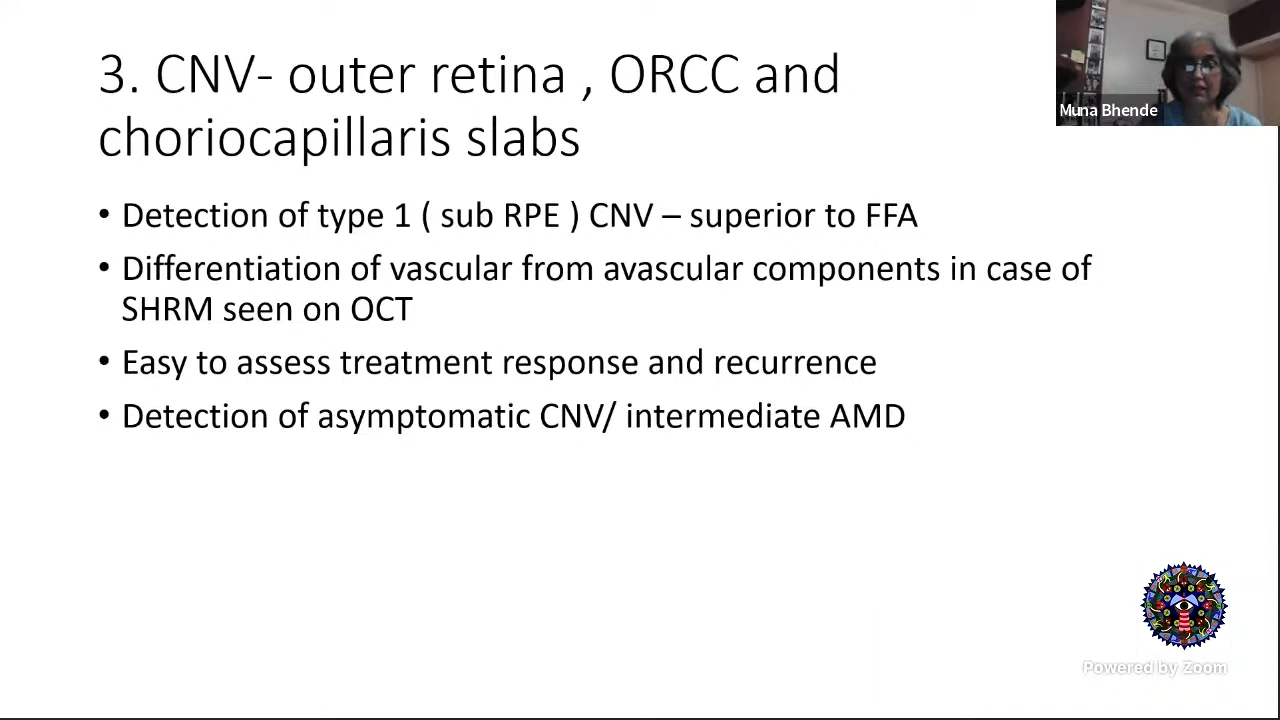 3. CNV- outer retina , ORCC and
choriocapillaris slabs
Muna Bhende
• Detection of type 1 ( sub RPE ) CNV – superior to FFA
• Differentiation of vascular from avascular components in case of
SHRM seen on OCT
• Easy to assess treatment response and recurrence
• Detection of asymptomatic CNV/ intermediate AMD
Powered by Zoom